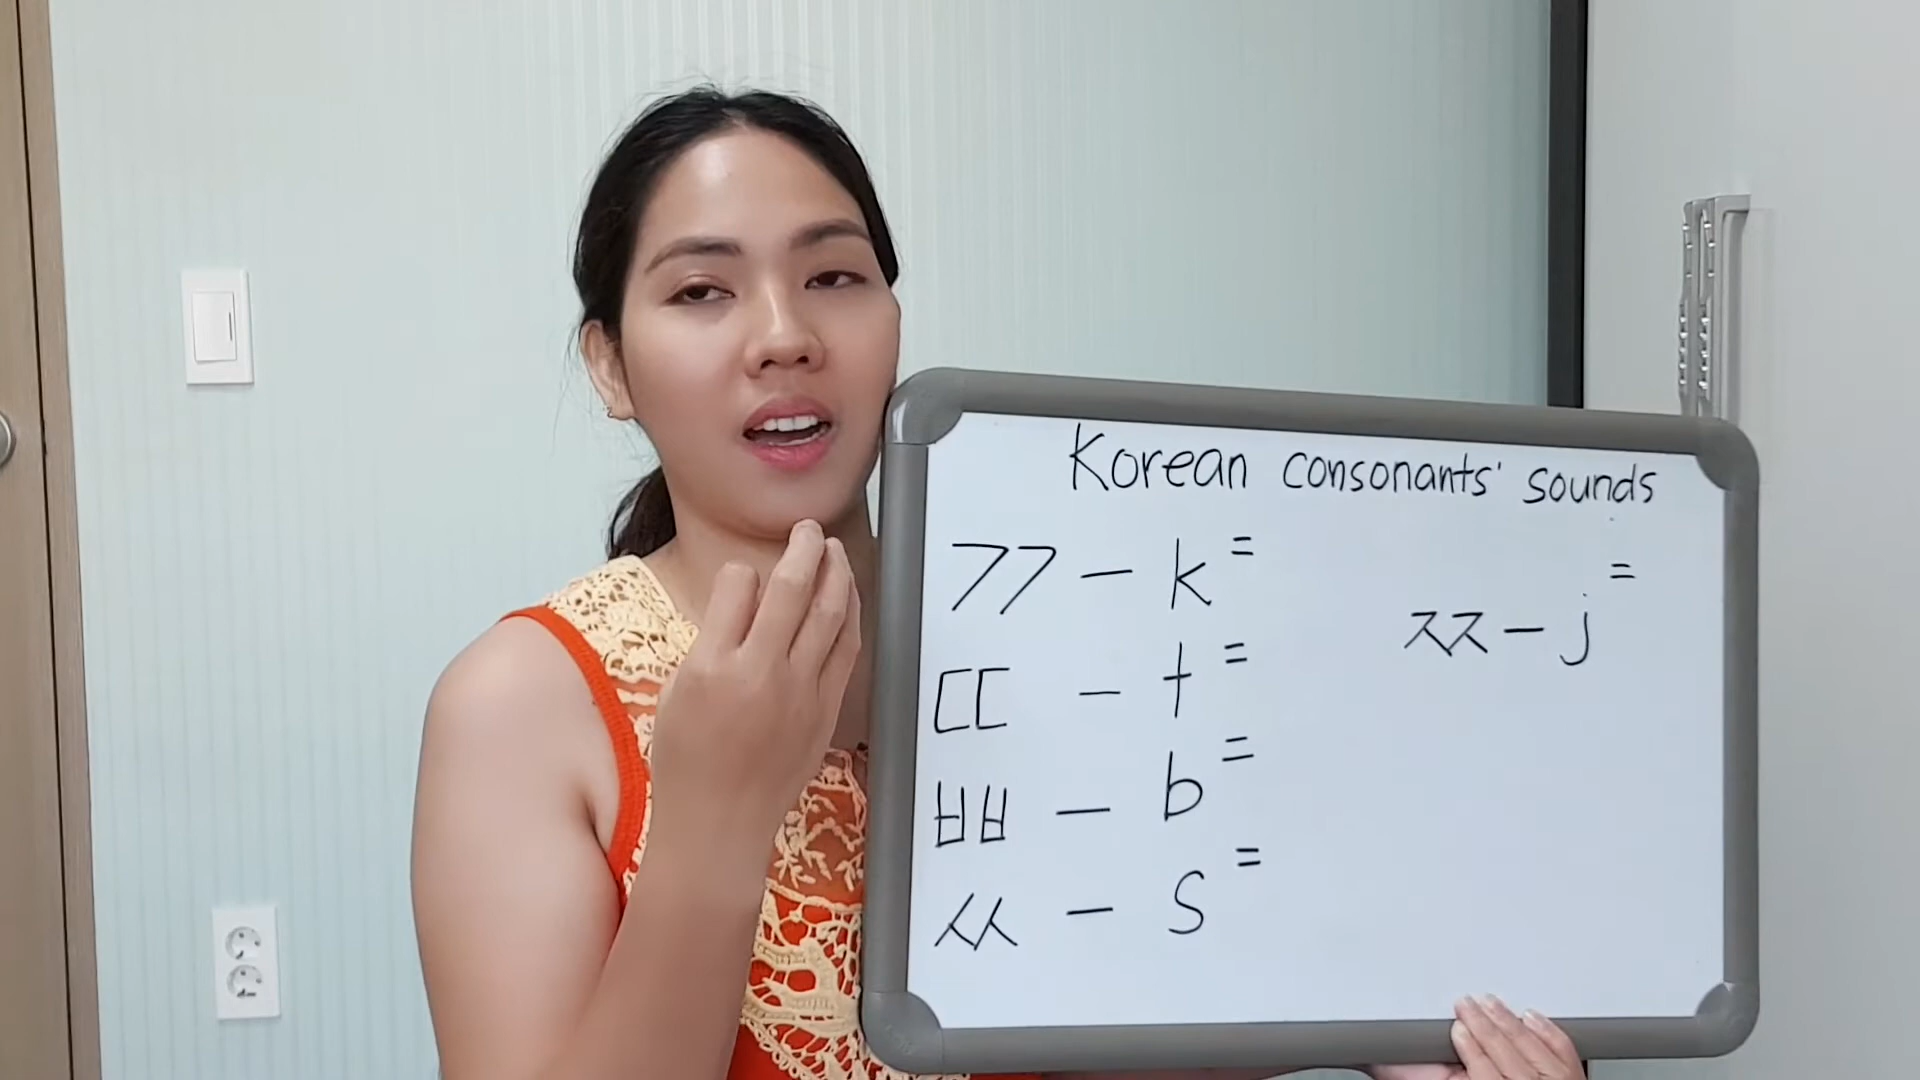 Korean consonants' sounds
ㄲ - k =
ㄸ - t =
ㅃ - b =
ㅆ - s =
ㅉ - j =